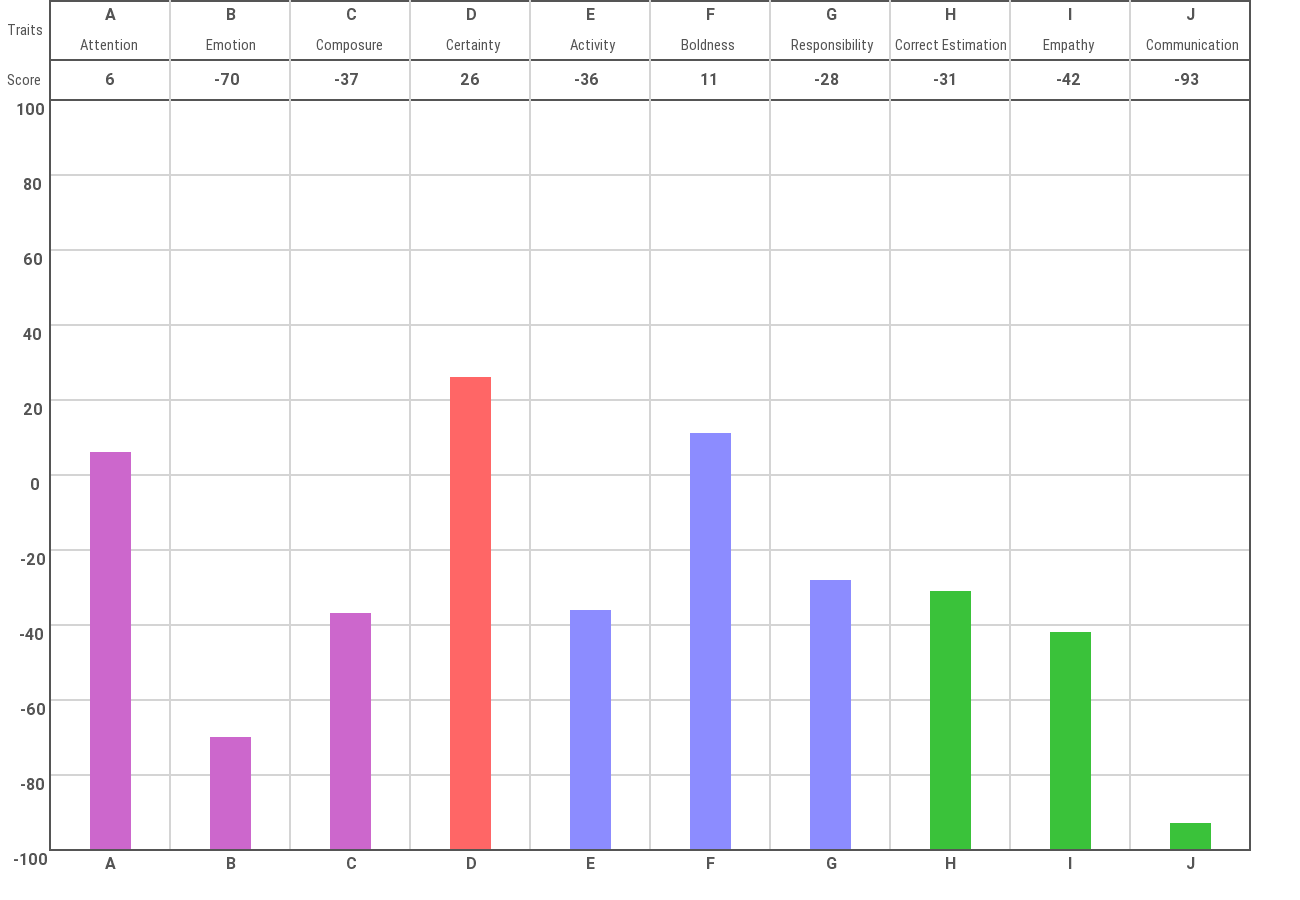 A B C D E F G H I J
Traits
Attention Emotion Composure Certainty Activity Boldness Responsibility Correct Estimation Empathy Communication
Score 6 -70 -37 26 -36 11 -28 -31 -42 -93
100
80
60
40
20
0
-20
-40
-60
-80
-100
A B C D E F G H I J